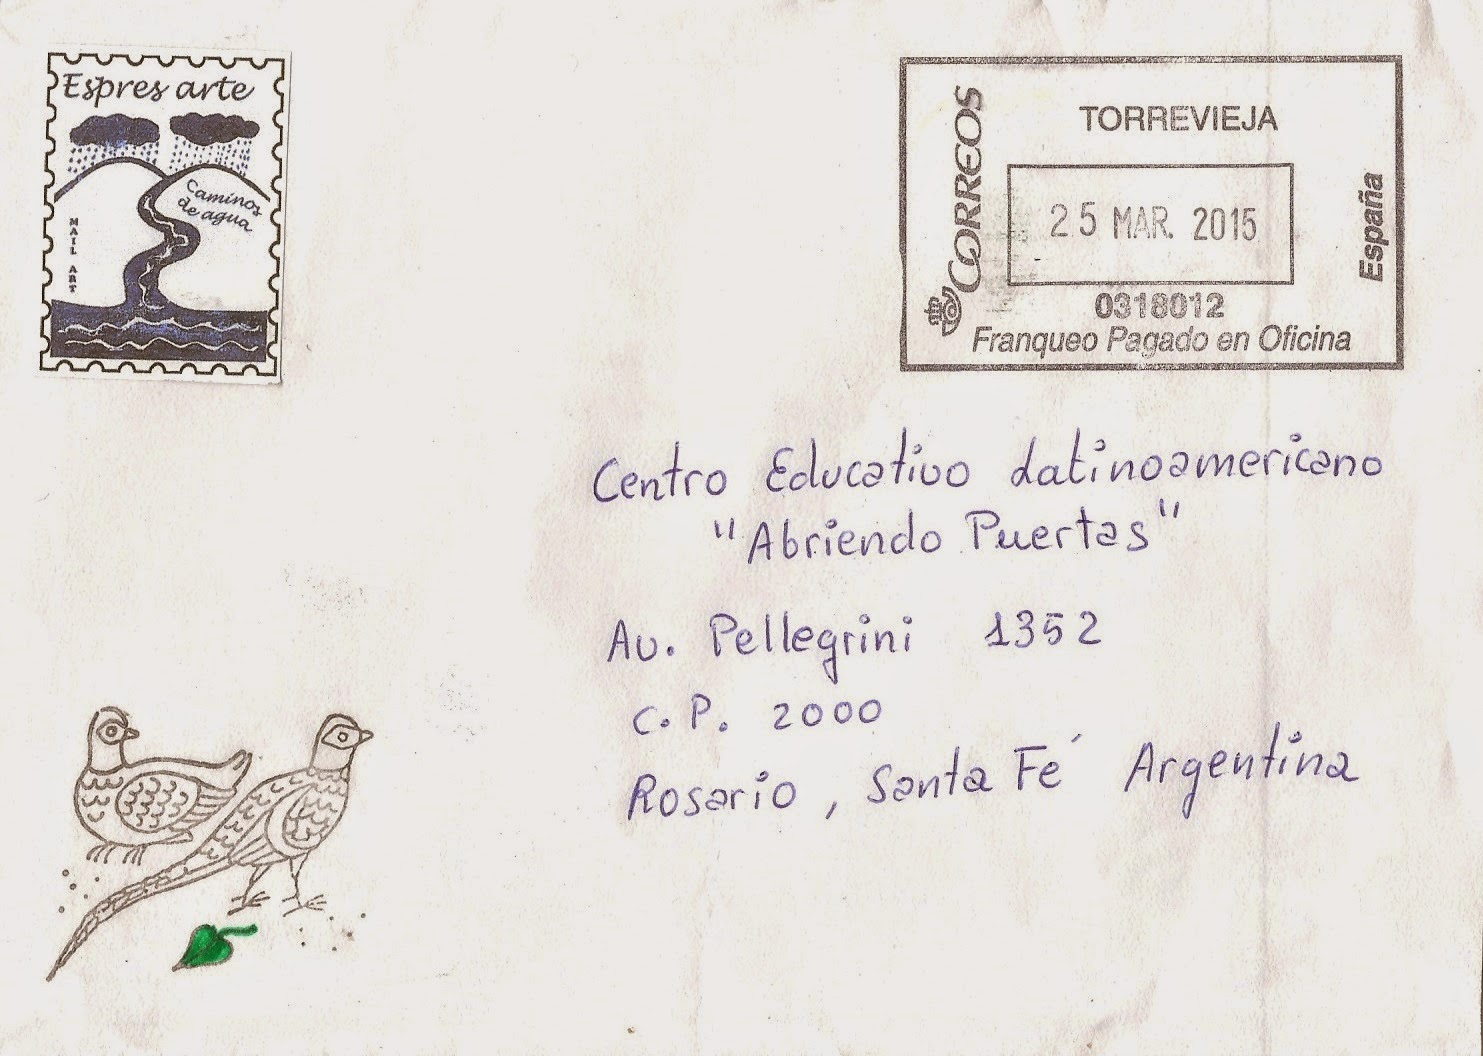 Espres arte
Caminos
de agua
MAIL ART
CORREOS
TORREVIEJA
25 MAR. 2015
0318012
Franqueo Pagado en Oficina
España
Centro Educativo Latinoamericano
"Abriendo Puertas"
Av. Pellegrini 1352
C.P. 2000
Rosario, Santa Fé Argentina